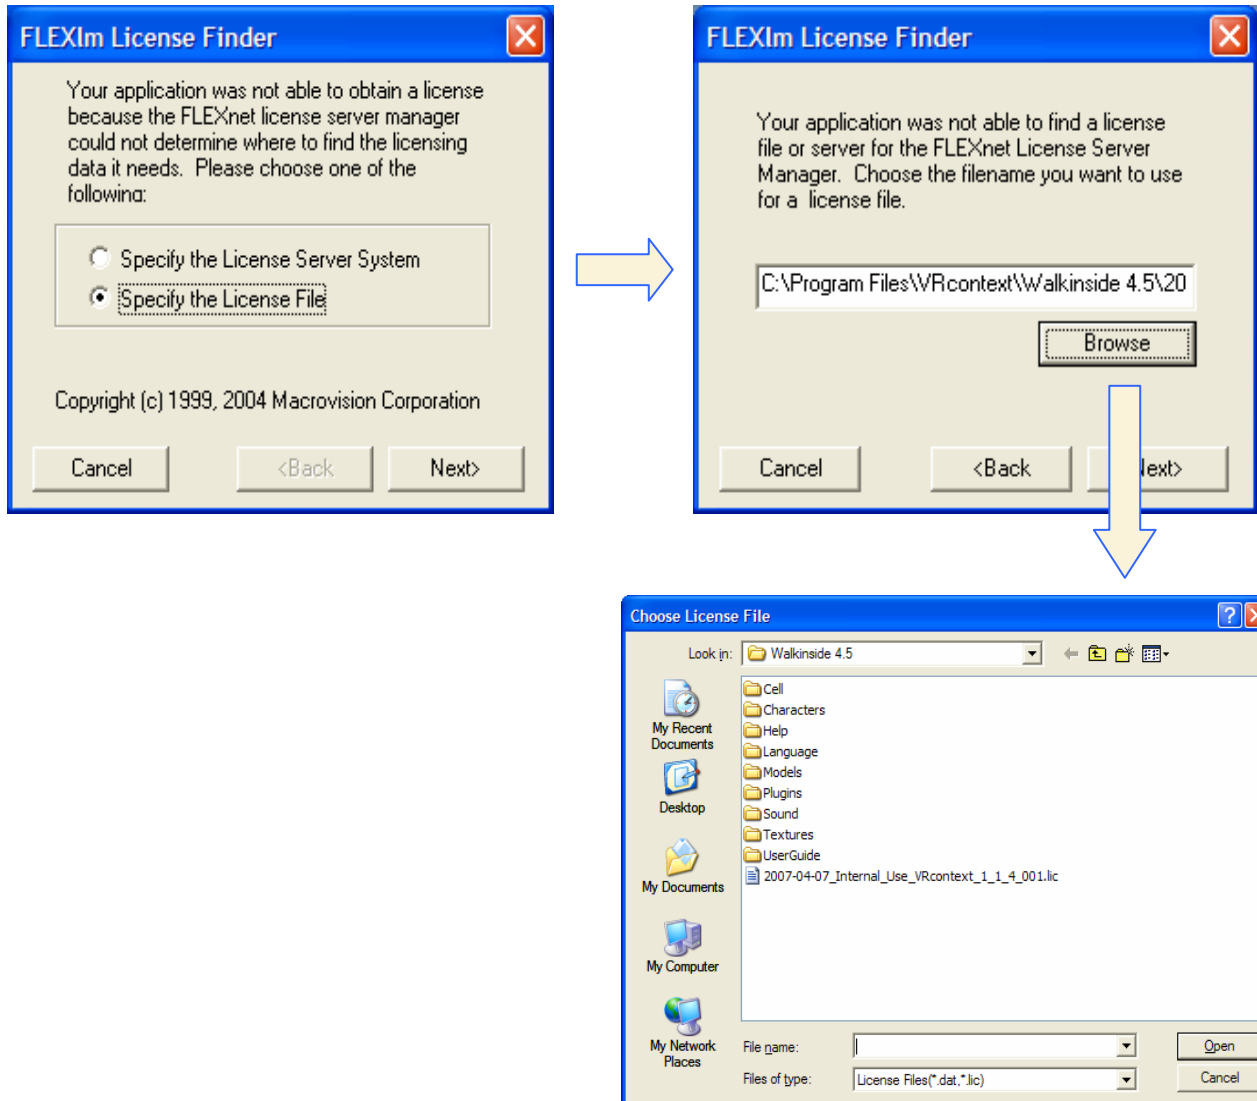 FLEXlm License Finder
Your application was not able to obtain a license
because the FLEXnet license server manager
could not determine where to find the licensing
data it needs.  Please choose one of the
following:
Specify the License Server System
Specify the License File
Copyright (c) 1999, 2004 Macrovision Corporation
Cancel
<Back
Next>
FLEXlm License Finder
Your application was not able to find a license
file or server for the FLEXnet License Server
Manager.  Choose the filename you want to use
for a  license file.
C:\Program Files\VRcontext\Walkinside 4.5\20
Browse
Cancel
<Back
Next>
Choose License File
Look in:
Walkinside 4.5
My Recent
Documents
Desktop
My Documents
My Computer
My Network
Places
Cell
Characters
Help
Language
Models
Plugins
Sound
Textures
UserGuide
2007-04-07_Internal_Use_VRcontext_1_1_4_001.lic
File name:
Open
Files of type:
License Files(*.dat,*.lic)
Cancel